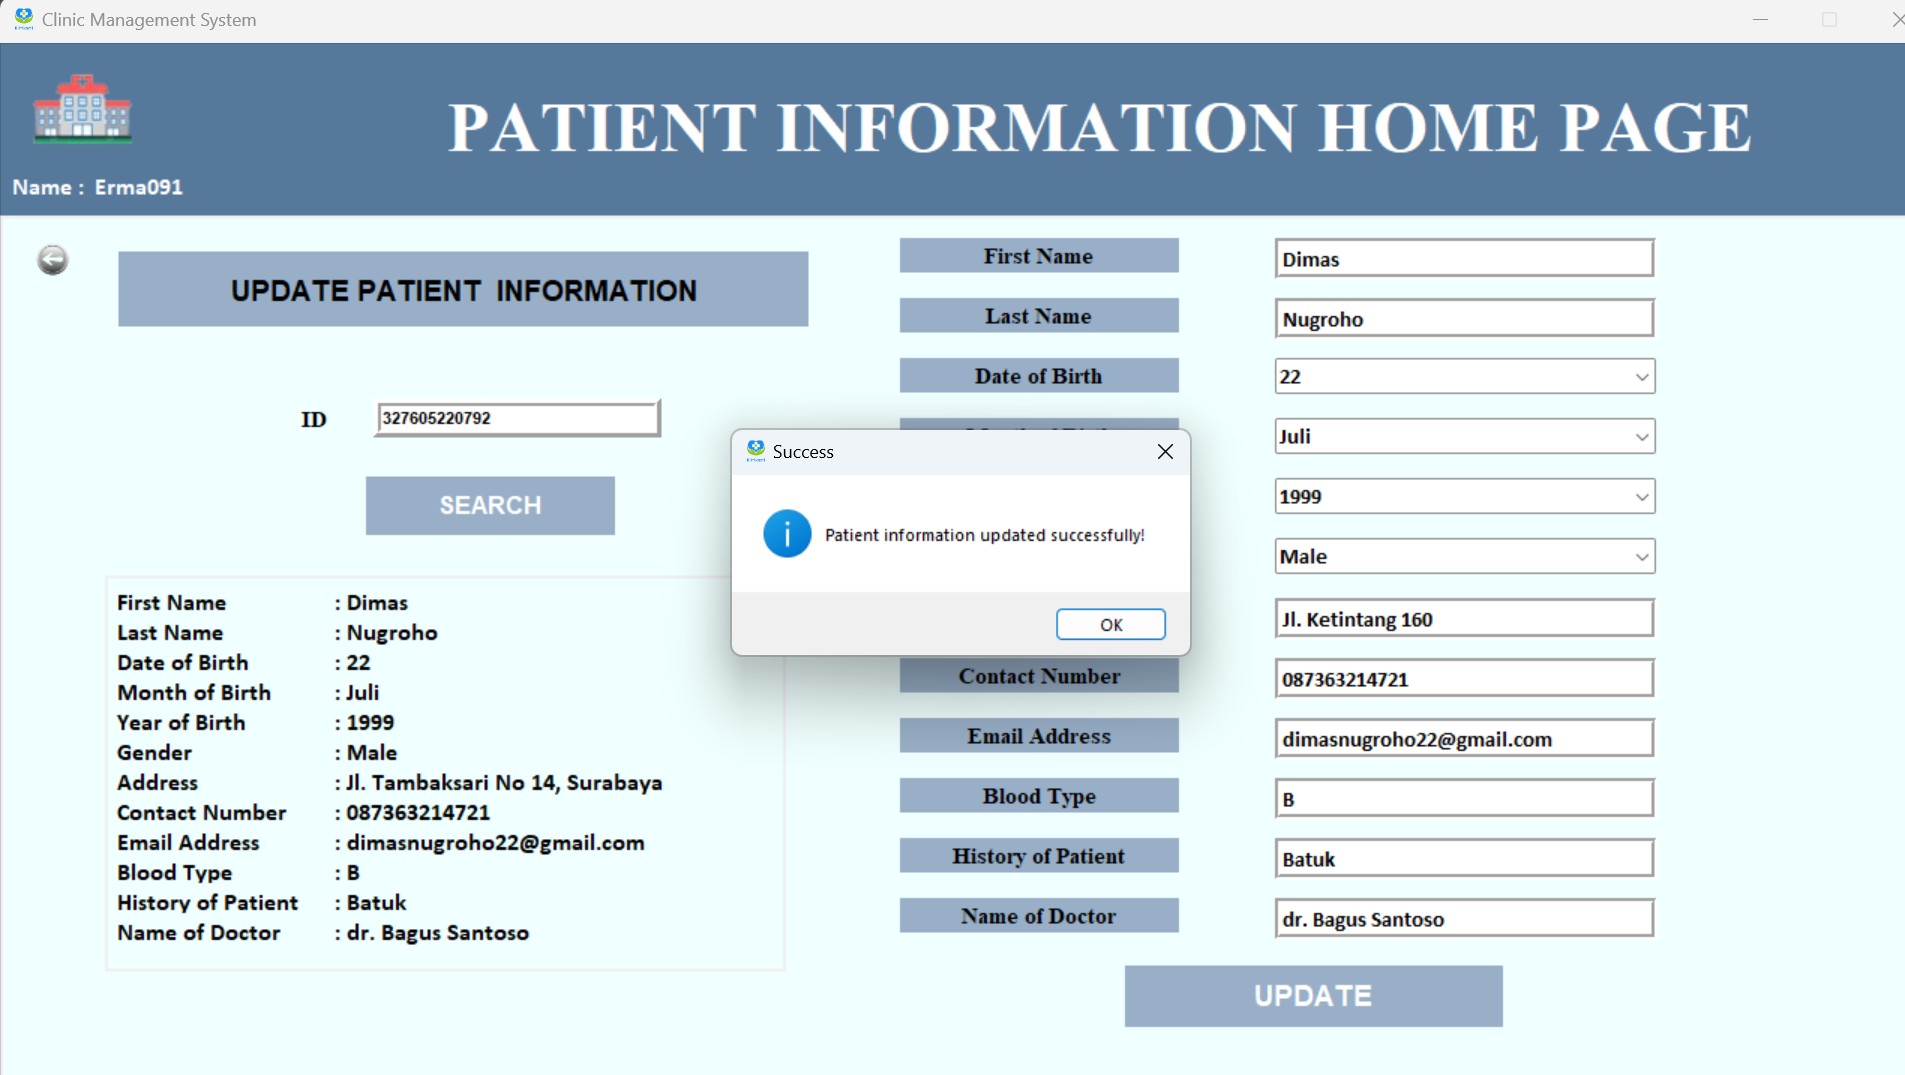 Clinic Management System
PATIENT INFORMATION HOME PAGE
Name : Erma091
UPDATE PATIENT INFORMATION
ID 327605220792
SEARCH
First Name : Dimas
Last Name : Nugroho
Date of Birth : 22
Month of Birth : Juli
Year of Birth : 1999
Gender : Male
Address : Jl. Tambaksari No 14, Surabaya
Contact Number : 087363214721
Email Address : dimasnugroho22@gmail.com
Blood Type : B
History of Patient : Batuk
Name of Doctor : dr. Bagus Santoso
Success
Patient information updated successfully!
OK
First Name Dimas
Last Name Nugroho
Date of Birth 22
Juli
1999
Male
Jl. Ketintang 160
Contact Number 087363214721
Email Address dimasnugroho22@gmail.com
Blood Type B
History of Patient Batuk
Name of Doctor dr. Bagus Santoso
UPDATE